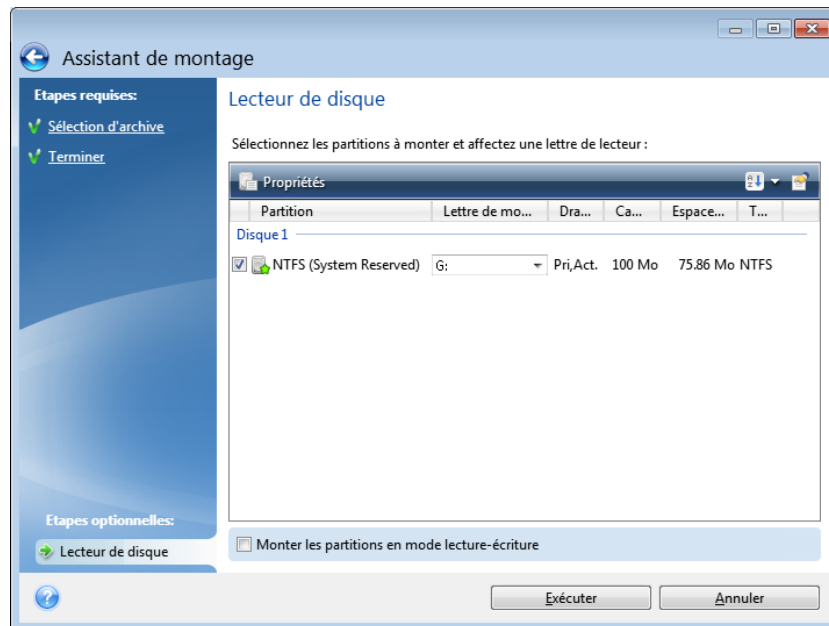 Assistant de montage
Etapes requises:
Sélection d'archive
Terminer
Etapes optionnelles:
Lecteur de disque
Lecteur de disque
Sélectionnez les partitions à monter et affectez une lettre de lecteur :
Propriétés
Partition Lettre de mo... Dra... Ca... Espace... T...
Disque 1
NTFS (System Reserved) G: Pri,Act. 100 Mo 75.86 Mo NTFS
Monter les partitions en mode lecture-écriture
Exécuter Annuler